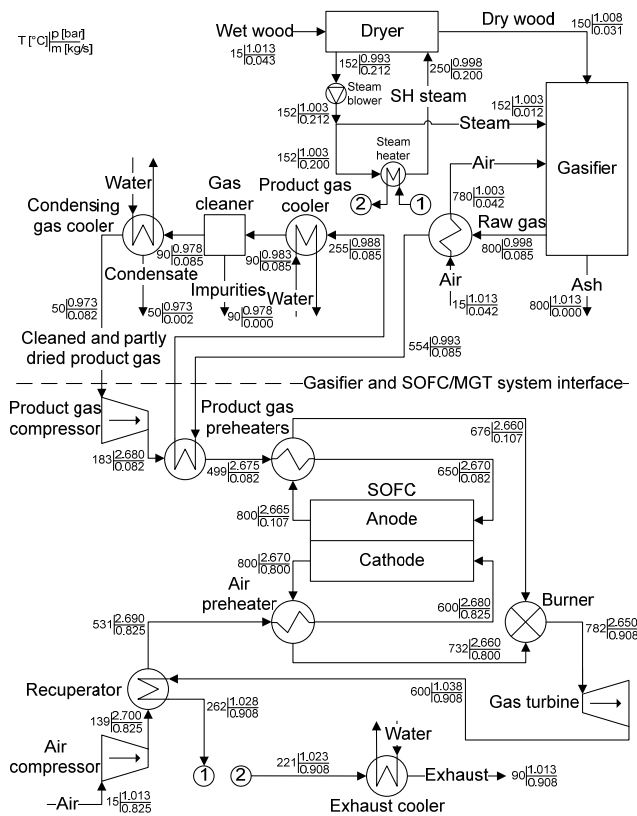 T [°C] p [bar]
m [kg/s]
Wet wood
15 1.013
0.043
Dryer
Dry wood
150 1.008
0.031
152 0.993
0.212
250 0.998
0.200
Steam
blower
SH steam
152 1.003
0.212
152 1.003
0.012
Steam
152 1.003
0.200
Steam
heater
2
1
Air
Gasifier
780 1.003
0.042
Raw gas
800 0.998
0.085
Air
15 1.013
0.042
Ash
800 1.013
0.000
Water
Condensing
gas cooler
Gas
cleaner
Product gas
cooler
90 0.978
0.085
90 0.983
0.085
255 0.988
0.085
Condensate
Impurities
Water
50 0.973
0.082
50 0.973
0.002
90 0.978
0.000
554 0.993
0.085
Cleaned and partly
dried product gas
Gasifier and SOFC/MGT system interface
Product gas
compressor
Product gas
preheaters
183 2.680
0.082
499 2.675
0.082
676 2.660
0.107
650 2.670
0.082
SOFC
800 2.665
0.107
Anode
Cathode
800 2.670
0.800
Air
preheater
600 2.680
0.825
Burner
531 2.690
0.825
732 2.660
0.800
782 2.650
0.908
Recuperator
262 1.028
0.908
600 1.038
0.908
Gas turbine
139 2.700
0.825
Air
compressor
1
2
221 1.023
0.908
Water
Exhaust
90 1.013
0.908
Exhaust cooler
Air
15 1.013
0.825